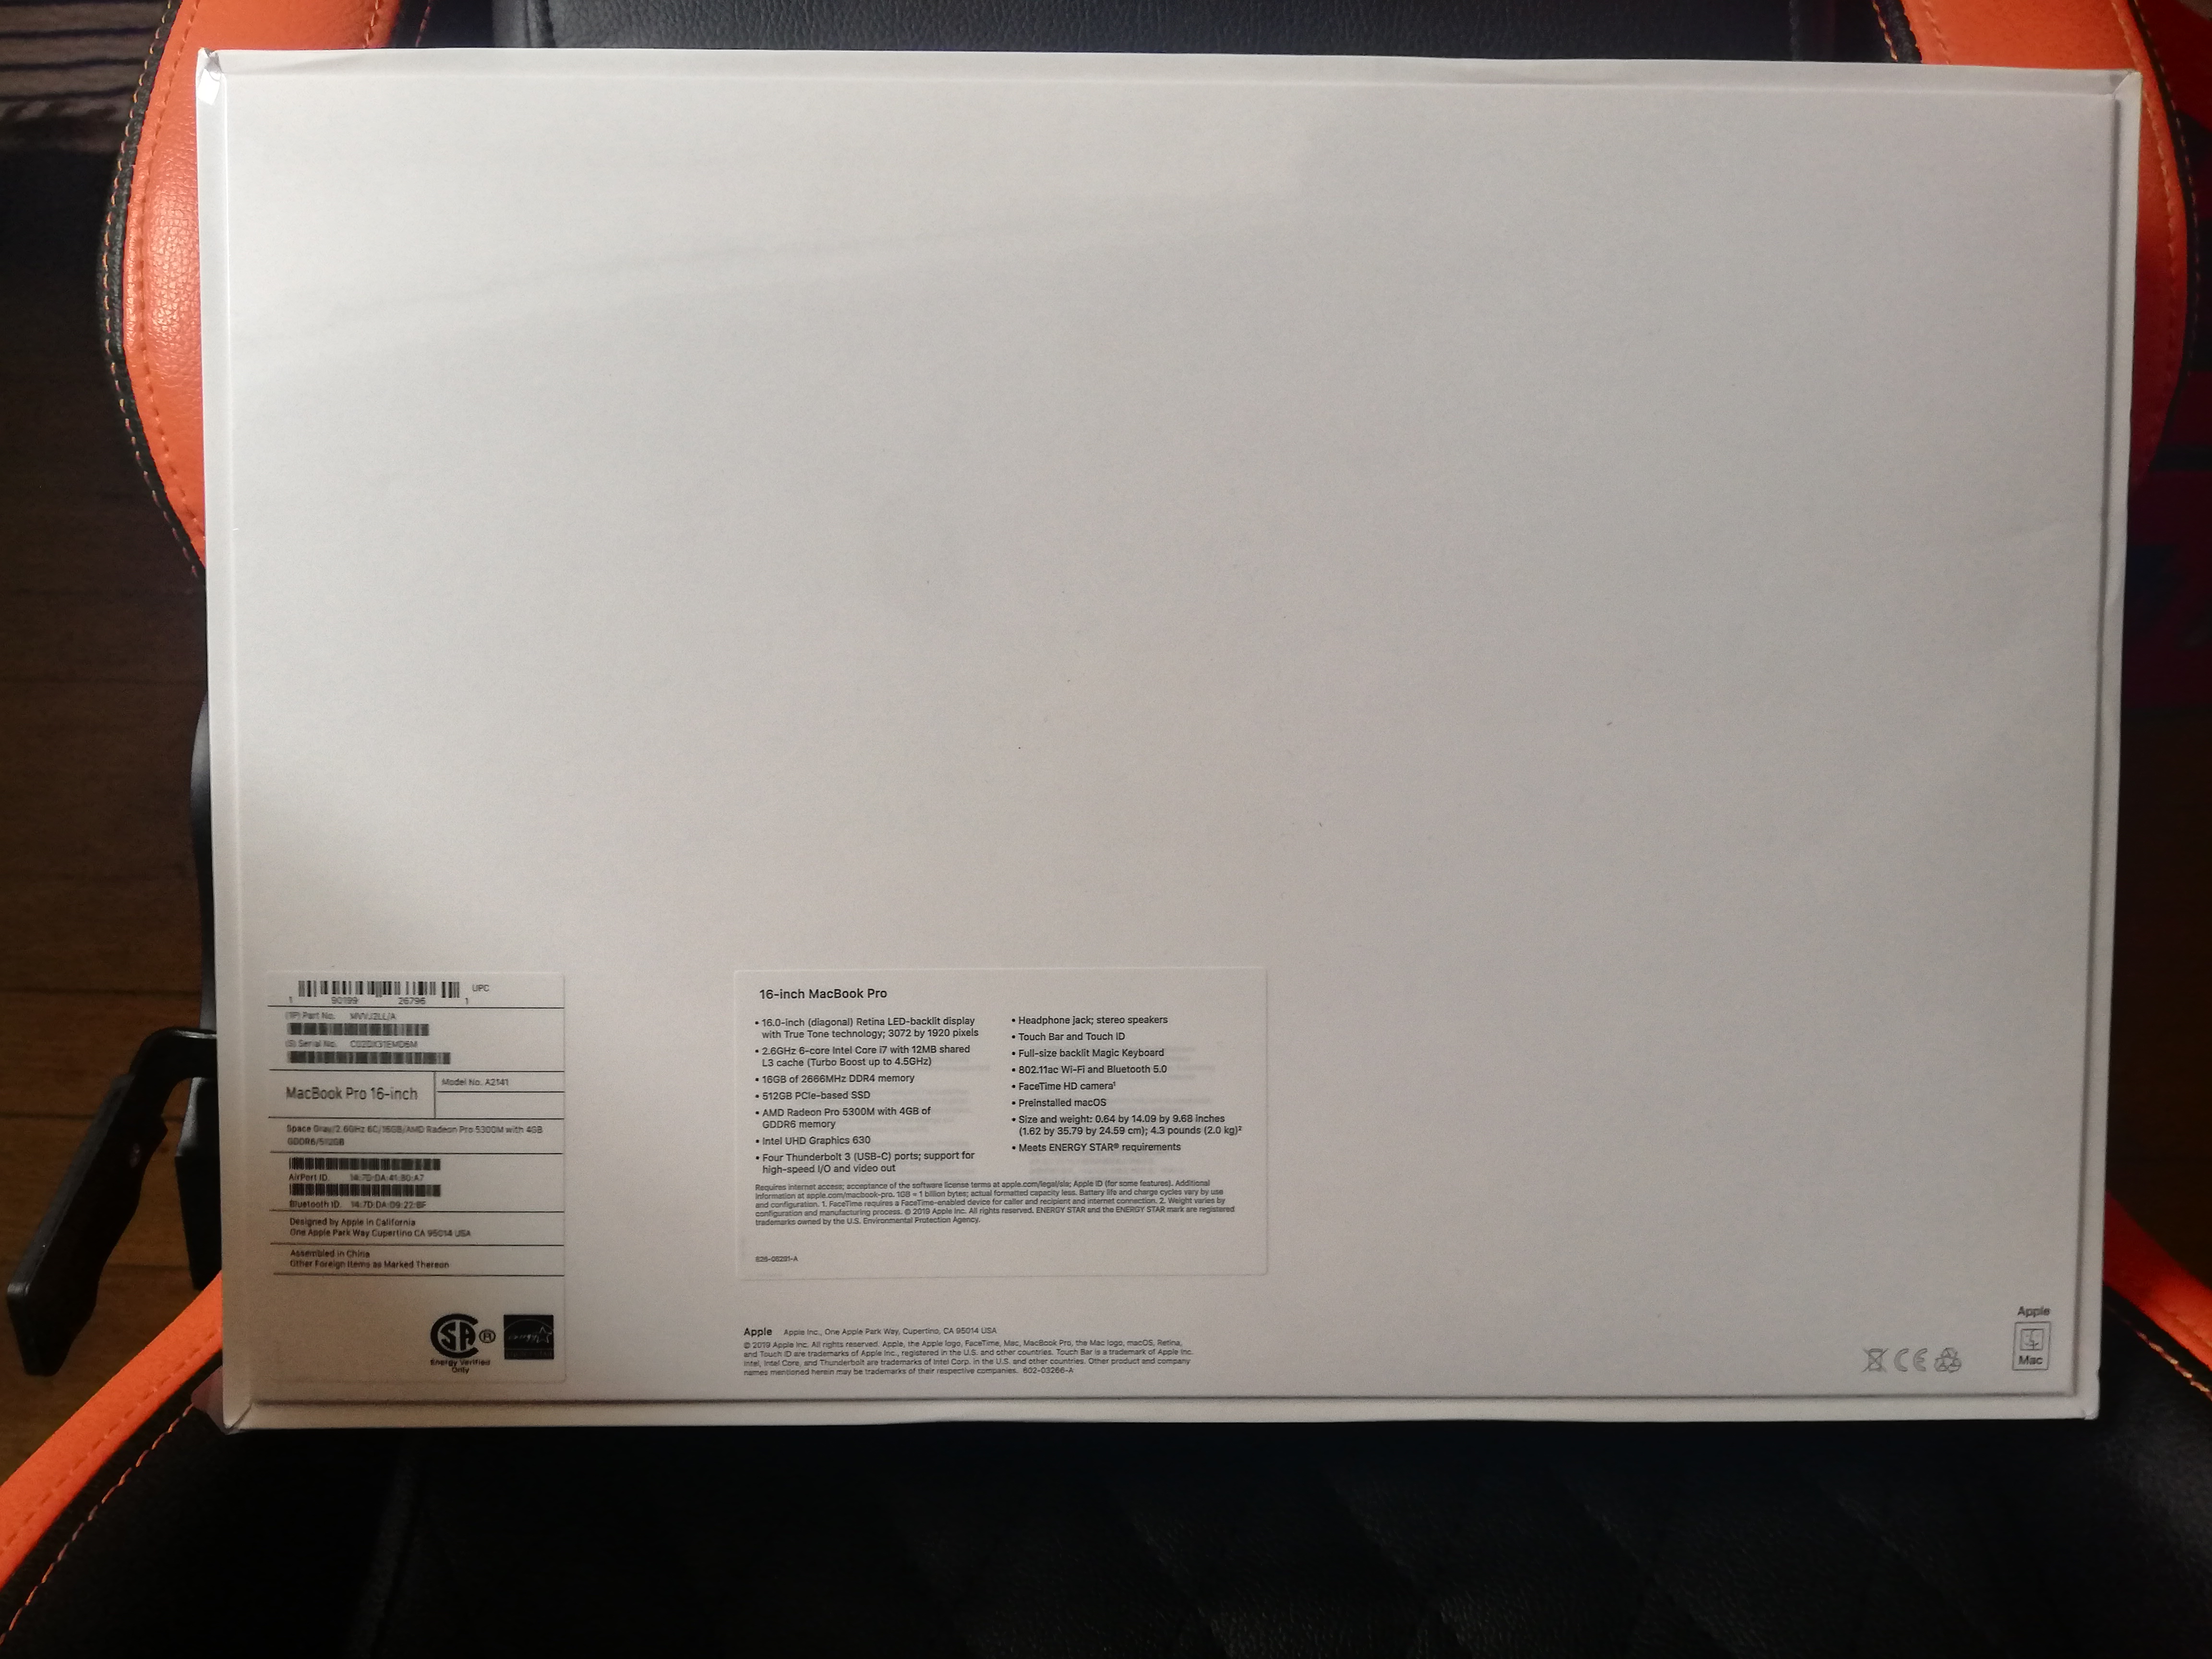 UPC
1 90199 26796 1
(1P) Part No. MVVJ2LL/A
(S) Serial No. C02DX31EMD6M
MacBook Pro 16-inch
Model No. A2141
Space Gray/2.6GHz 6C/16GB/AMD Radeon Pro 5300M with 4GB
GDDR6/512GB
AirPort ID. 14:7D:DA:41:80:A7
Bluetooth ID. 14:7D:DA:09:22:8F
Designed by Apple in California
One Apple Park Way Cupertino CA 95014 USA
Assembled in China
Other Foreign Items as Marked Thereon
Energy Verified
Only
16-inch MacBook Pro
• 16.0-inch (diagonal) Retina LED-backlit display
with True Tone technology; 3072 by 1920 pixels
• 2.6GHz 6-core Intel Core i7 with 12MB shared
L3 cache (Turbo Boost up to 4.5GHz)
• 16GB of 2666MHz DDR4 memory
• 512GB PCIe-based SSD
• AMD Radeon Pro 5300M with 4GB of
GDDR6 memory
• Intel UHD Graphics 630
• Four Thunderbolt 3 (USB-C) ports; support for
high-speed I/O and video out
• Headphone jack; stereo speakers
• Touch Bar and Touch ID
• Full-size backlit Magic Keyboard
• 802.11ac Wi-Fi and Bluetooth 5.0
• FaceTime HD camera¹
• Preinstalled macOS
• Size and weight: 0.64 by 14.09 by 9.68 inches
(1.62 by 35.79 by 24.59 cm); 4.3 pounds (2.0 kg)²
• Meets ENERGY STAR® requirements
Requires internet access; acceptance of the software license terms at apple.com/legal/sla; Apple ID (for some features). Additional
information at apple.com/macbook-pro. 1GB = 1 billion bytes; actual formatted capacity less. Battery life and charge cycles vary by use
and configuration. 1. FaceTime requires a FaceTime-enabled device for caller and recipient and internet connection. 2. Weight varies by
configuration and manufacturing process. © 2019 Apple Inc. All rights reserved. ENERGY STAR and the ENERGY STAR mark are registered
trademarks owned by the U.S. Environmental Protection Agency.
Apple Apple Inc., One Apple Park Way, Cupertino, CA 95014 USA
© 2019 Apple Inc. All rights reserved. Apple, the Apple logo, FaceTime, Mac, MacBook Pro, the Mac logo, macOS, Retina,
and Touch ID are trademarks of Apple Inc., registered in the U.S. and other countries. Touch Bar is a trademark of Apple Inc.
Intel, Intel Core, and Thunderbolt are trademarks of Intel Corp. in the U.S. and other countries. Other product and company
names mentioned herein may be trademarks of their respective companies. 602-03266-A
CE
Apple
Mac